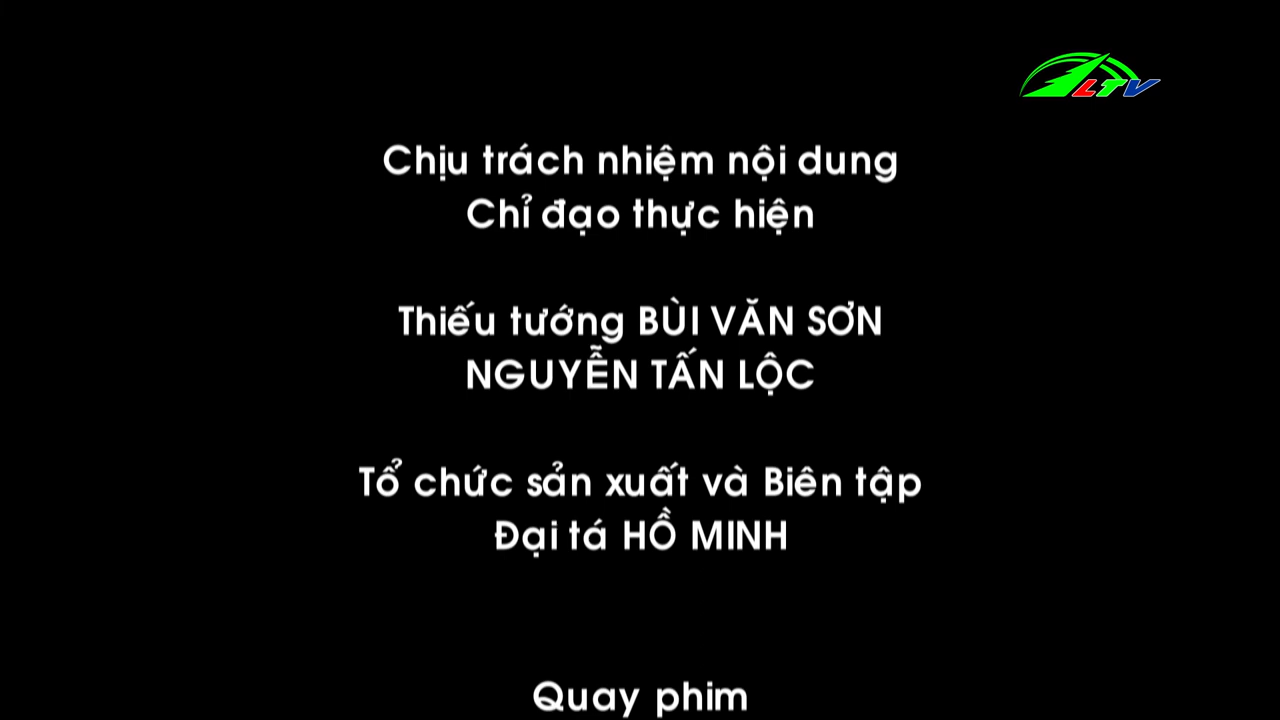 LTV
Chịu trách nhiệm nội dung
Chỉ đạo thực hiện
Thiếu tướng BÙI VĂN SƠN
NGUYỄN TẤN LỘC
Tổ chức sản xuất và Biên tập
Đại tá HỒ MINH
Quay phim